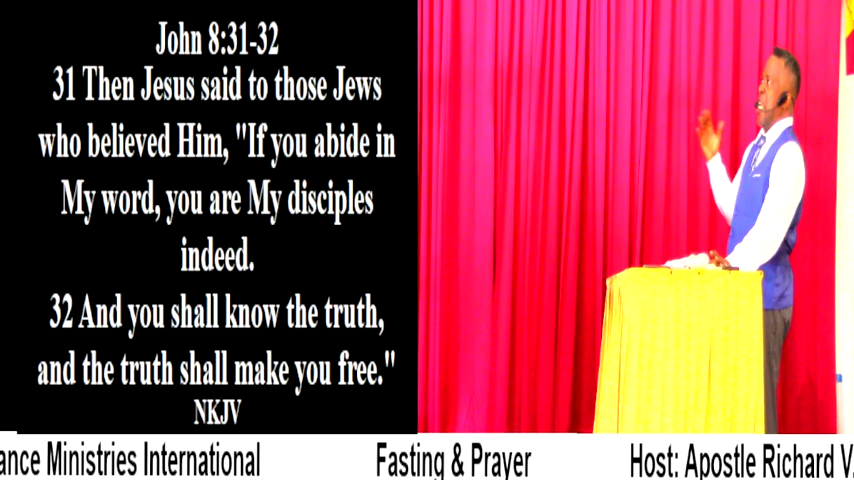 John 8:31-32
31 Then Jesus said to those Jews
who believed Him, "If you abide in
My word, you are My disciples
indeed.
32 And you shall know the truth,
and the truth shall make you free."
NKJV
ance Ministries International Fasting & Prayer Host: Apostle Richard V.